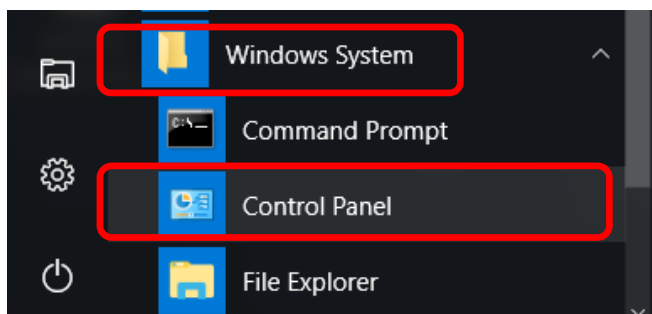 Windows System
C:\_
Command Prompt
Control Panel
File Explorer